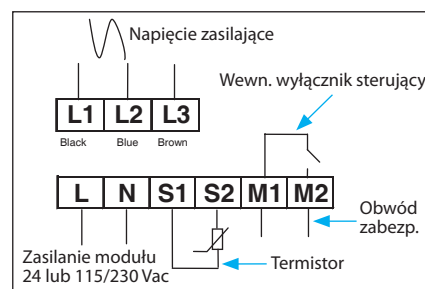 Napięcie zasilające
Wewn. wyłącznik sterujący
L1 L2 L3
Black Blue Brown
L N S1 S2 M1 M2
Obwód
zabezp.
Zasilanie modułu
24 lub 115/230 Vac
Termistor